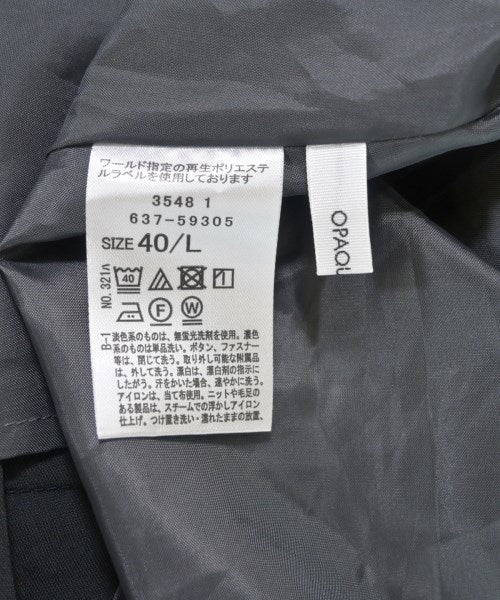 ワールド指定の再生ポリエステ
ルラベルを使用しております
3548 1
637-59305
SIZE 40/L
NO. 321ハ
40
F
W
B-1
淡色系のものは、無蛍光洗剤を使用。濃色
系のものは単品洗い。ボタン、ファスナー
等は、閉じて洗う。取り外し可能な附属品
は、外して洗う。漂白は、漂白剤の指示に
したがう。汗をかいた場合、速やかに洗う。
アイロンは、当て布使用。ニットや毛足の
ある製品は、スチームでの浮かしアイロン
仕上げ。つけ置き洗い・濡れたままの放置、
OPAQU